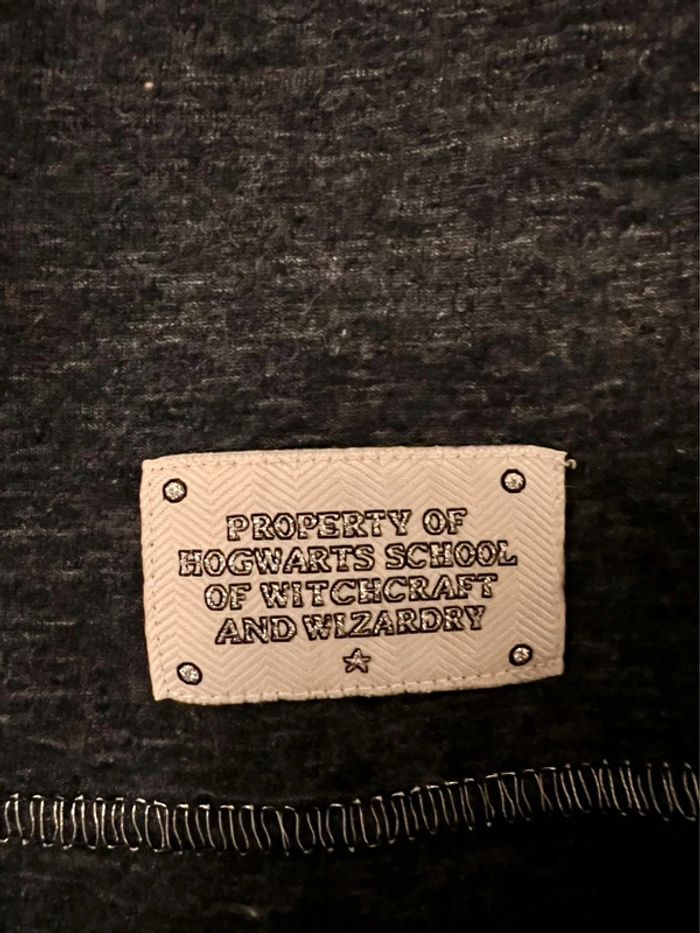 PROPERTY OF
HOGWARTS SCHOOL
OF WITCHCRAFT
AND WIZARDRY